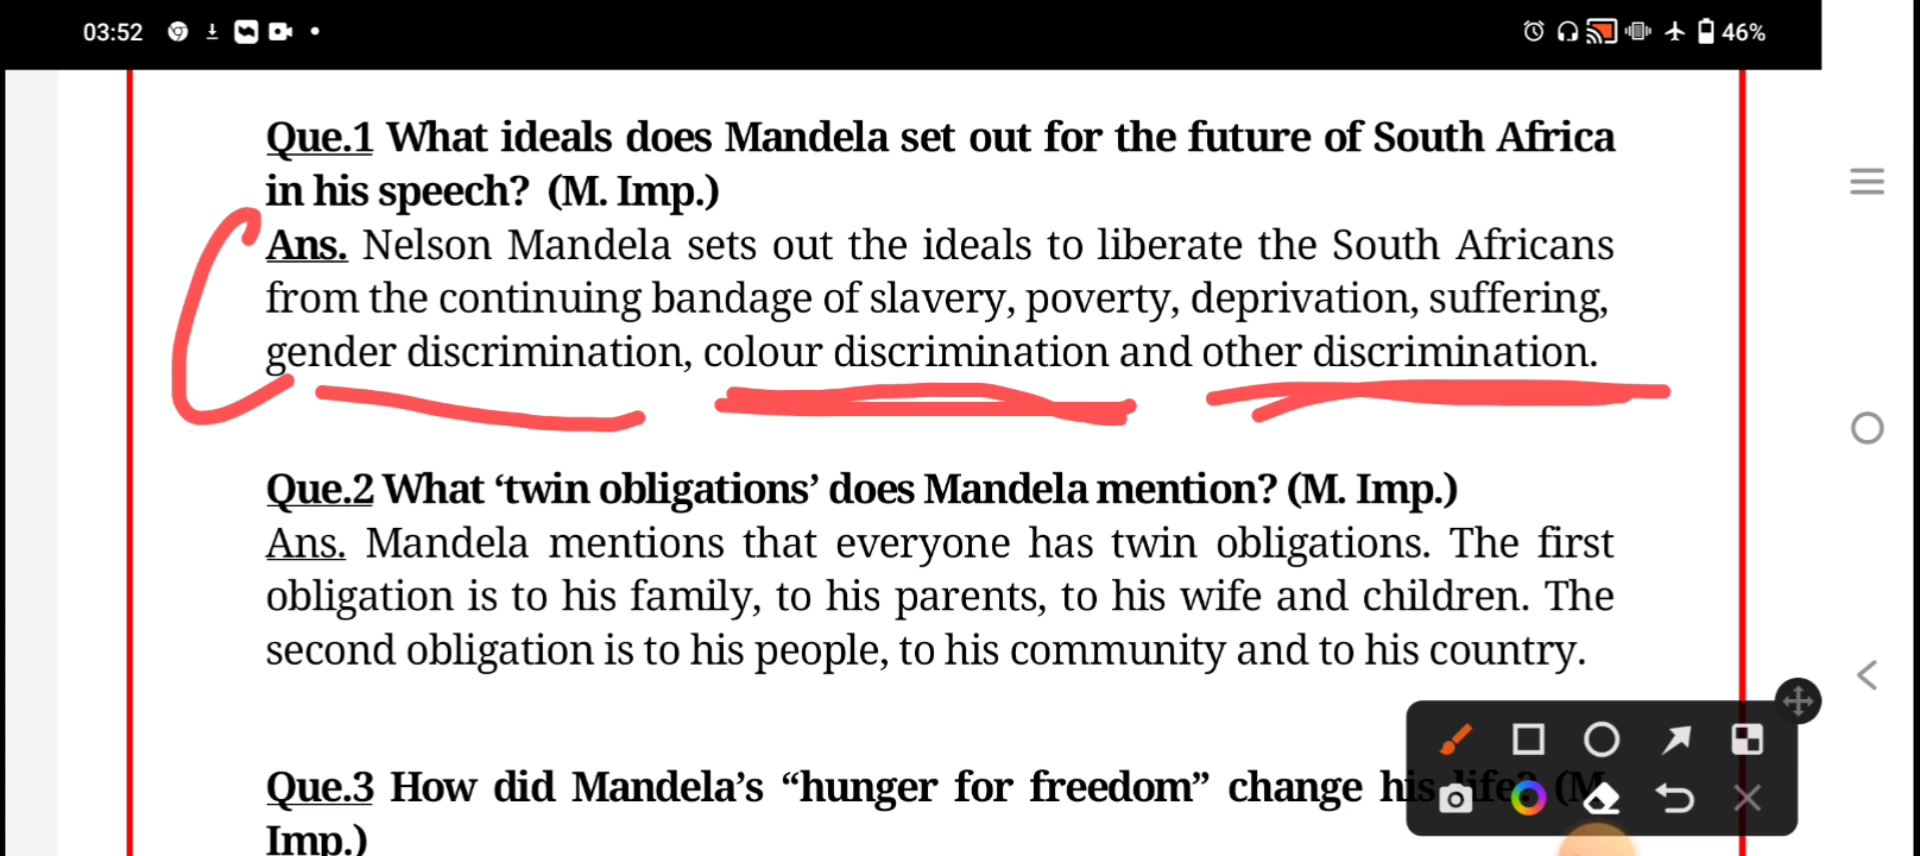 03:52
46%
Que.1 What ideals does Mandela set out for the future of South Africa
in his speech? (M. Imp.)
Ans. Nelson Mandela sets out the ideals to liberate the South Africans
from the continuing bandage of slavery, poverty, deprivation, suffering,
gender discrimination, colour discrimination and other discrimination.
Que.2 What ‘twin obligations’ does Mandela mention? (M. Imp.)
Ans. Mandela mentions that everyone has twin obligations. The first
obligation is to his family, to his parents, to his wife and children. The
second obligation is to his people, to his community and to his country.
Que.3 How did Mandela’s “hunger for freedom” change his life? (M.
Imp.)